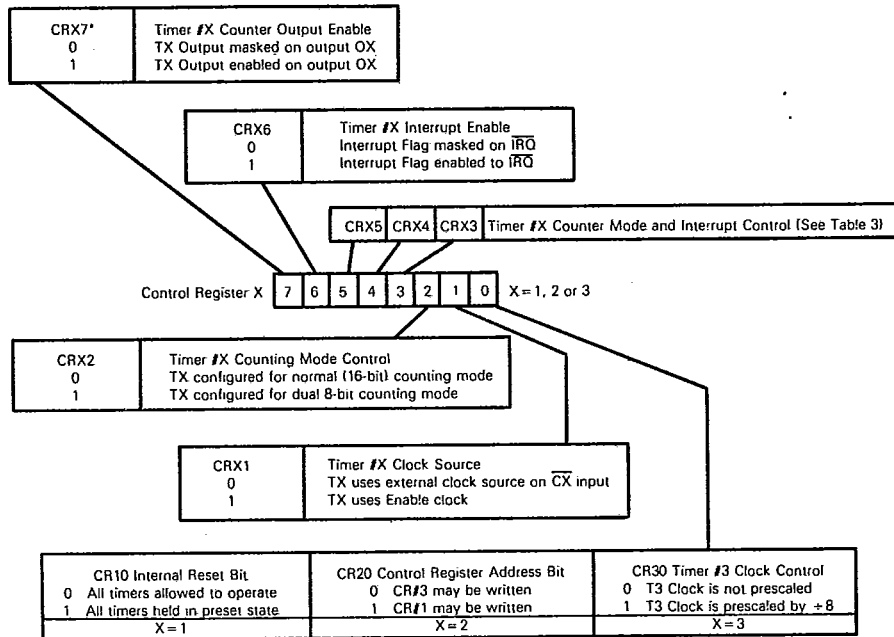 CRX7* Timer #X Counter Output Enable
0 TX Output masked on output OX
1 TX Output enabled on output OX
CRX6 Timer #X Interrupt Enable
0 Interrupt Flag masked on IRQ
1 Interrupt Flag enabled to IRQ
CRX5 CRX4 CRX3 Timer #X Counter Mode and Interrupt Control (See Table 3)
Control Register X 7 6 5 4 3 2 1 0 X=1, 2 or 3
CRX2 Timer #X Counting Mode Control
0 TX configured for normal (16-bit) counting mode
1 TX configured for dual 8-bit counting mode
CRX1 Timer #X Clock Source
0 TX uses external clock source on CX input
1 TX uses Enable clock
CR10 Internal Reset Bit
0 All timers allowed to operate
1 All timers held in preset state
X=1
CR20 Control Register Address Bit
0 CR#3 may be written
1 CR#1 may be written
X=2
CR30 Timer #3 Clock Control
0 T3 Clock is not prescaled
1 T3 Clock is prescaled by ÷8
X=3